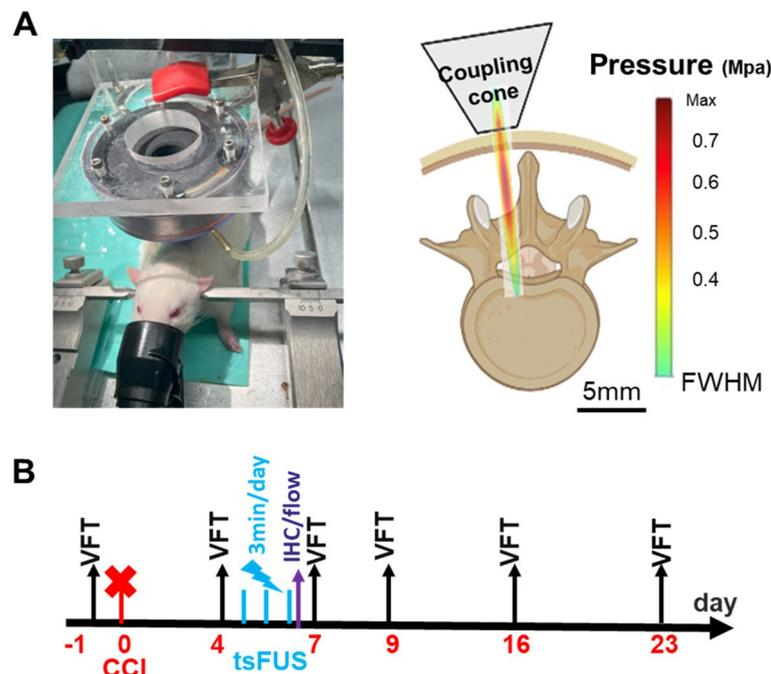 A
Coupling
cone
Pressure (Mpa)
Max
0.7
0.6
0.5
0.4
FWHM
5mm
B
VFT
VFT
3min/day
IHC/flow
VFT
VFT
VFT
VFT
day
-1
0
4
7
9
16
23
CCI
tsFUS